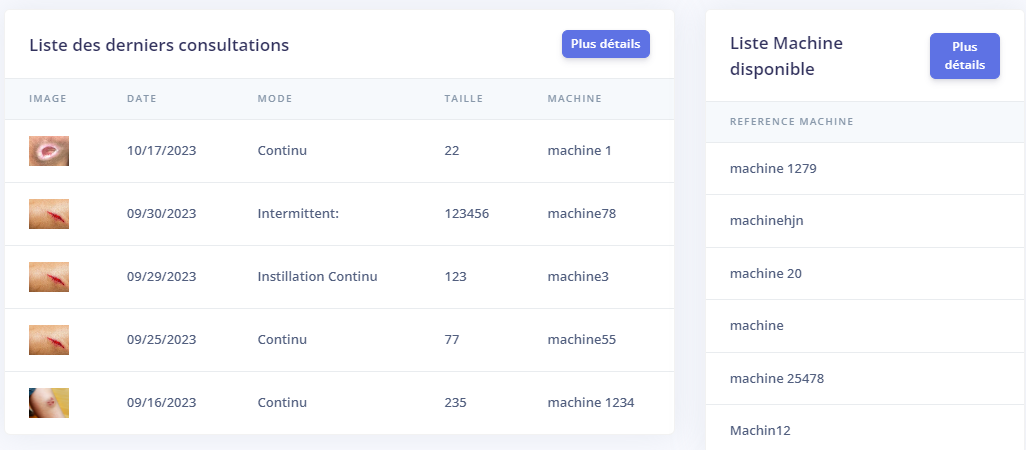 Liste des derniers consultations
Plus détails
IMAGE DATE MODE TAILLE MACHINE
10/17/2023 Continu 22 machine 1
09/30/2023 Intermittent: 123456 machine78
09/29/2023 Instillation Continu 123 machine3
09/25/2023 Continu 77 machine55
09/16/2023 Continu 235 machine 1234
Liste Machine
disponible
Plus
détails
REFERENCE MACHINE
machine 1279
machinehjn
machine 20
machine
machine 25478
Machin12